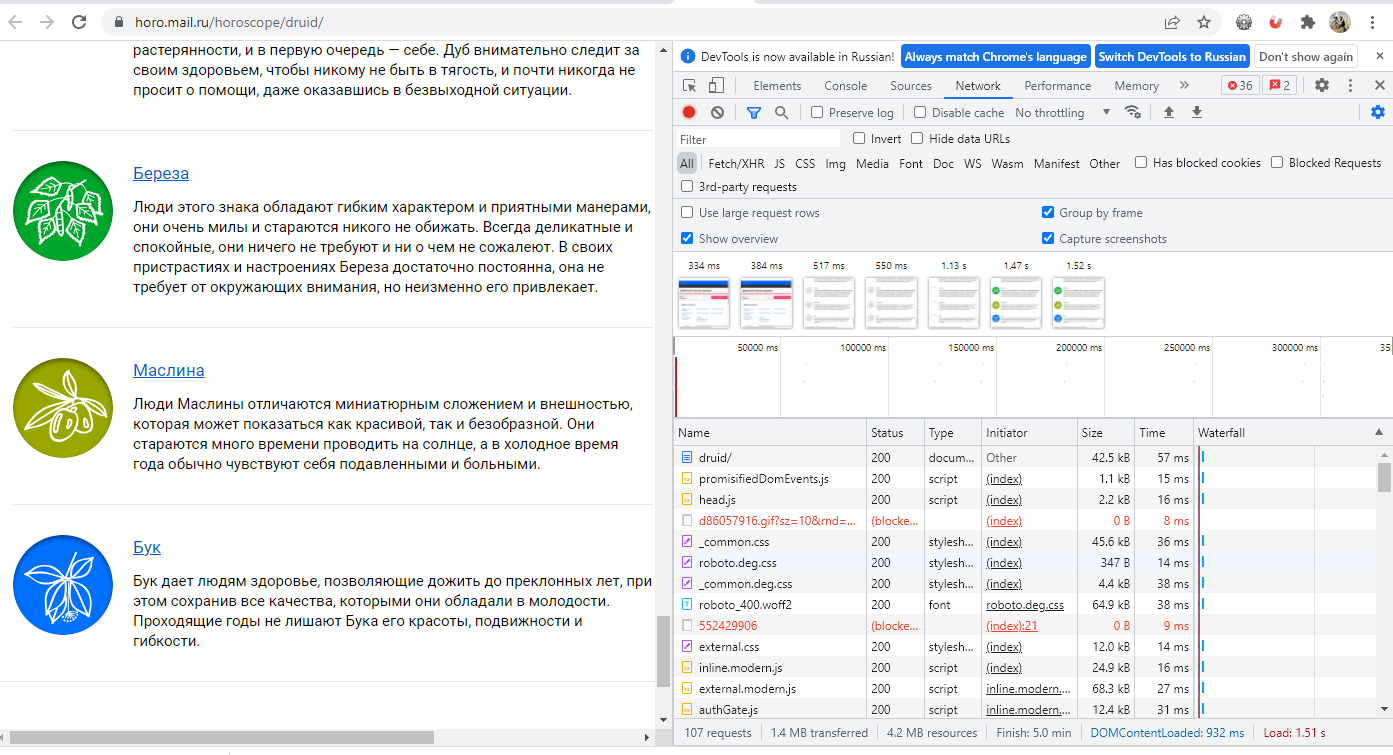 horo.mail.ru/horoscope/druid/
растерянности, и в первую очередь — себе. Дуб внимательно следит за
своим здоровьем, чтобы никому не быть в тягость, и почти никогда не
просит о помощи, даже оказавшись в безвыходной ситуации.
Береза
Люди этого знака обладают гибким характером и приятными манерами,
они очень милы и стараются никого не обижать. Всегда деликатные и
спокойные, они ничего не требуют и ни о чем не сожалеют. В своих
пристрастиях и настроениях Береза достаточно постоянна, она не
требует от окружающих внимания, но неизменно его привлекает.
Маслина
Люди Маслины отличаются миниатюрным сложением и внешностью,
которая может показаться как красивой, так и безобразной. Они
стараются много времени проводить на солнце, а в холодное время
года обычно чувствуют себя подавленными и больными.
Бук
Бук дает людям здоровье, позволяющие дожить до преклонных лет, при
этом сохранив все качества, которыми они обладали в молодости.
Проходящие годы не лишают Бука его красоты, подвижности и
гибкости.
DevTools is now available in Russian! Always match Chrome's language Switch DevTools to Russian Don't show again
Elements Console Sources Network Performance Memory 36 2
Preserve log Disable cache No throttling
Filter Invert Hide data URLs
All Fetch/XHR JS CSS Img Media Font Doc WS Wasm Manifest Other Has blocked cookies Blocked Requests
3rd-party requests
Use large request rows Group by frame
Show overview Capture screenshots
334 ms 384 ms 517 ms 550 ms 1.13 s 1.47 s 1.52 s
50000 ms 100000 ms 150000 ms 200000 ms 250000 ms 300000 ms 35
Name Status Type Initiator Size Time Waterfall
druid/ 200 docum... Other 42.5 kB 57 ms
promisifiedDomEvents.js 200 script (index) 1.1 kB 15 ms
head.js 200 script (index) 2.2 kB 16 ms
d86057916.gif?sz=10&rnd=... (blocke... (index) 0 B 8 ms
_common.css 200 stylesh... (index) 45.6 kB 36 ms
roboto.deg.css 200 stylesh... (index) 347 B 14 ms
_common.deg.css 200 stylesh... (index) 4.4 kB 38 ms
roboto_400.woff2 200 font roboto.deg.css 64.9 kB 38 ms
552429906 (blocke... (index):21 0 B 9 ms
external.css 200 stylesh... (index) 12.0 kB 14 ms
inline.modern.js 200 script (index) 24.9 kB 16 ms
external.modern.js 200 script inline.modern.... 68.3 kB 27 ms
authGate.js 200 script inline.modern.... 12.4 kB 31 ms
107 requests 1.4 MB transferred 4.2 MB resources Finish: 5.0 min DOMContentLoaded: 932 ms Load: 1.51 s